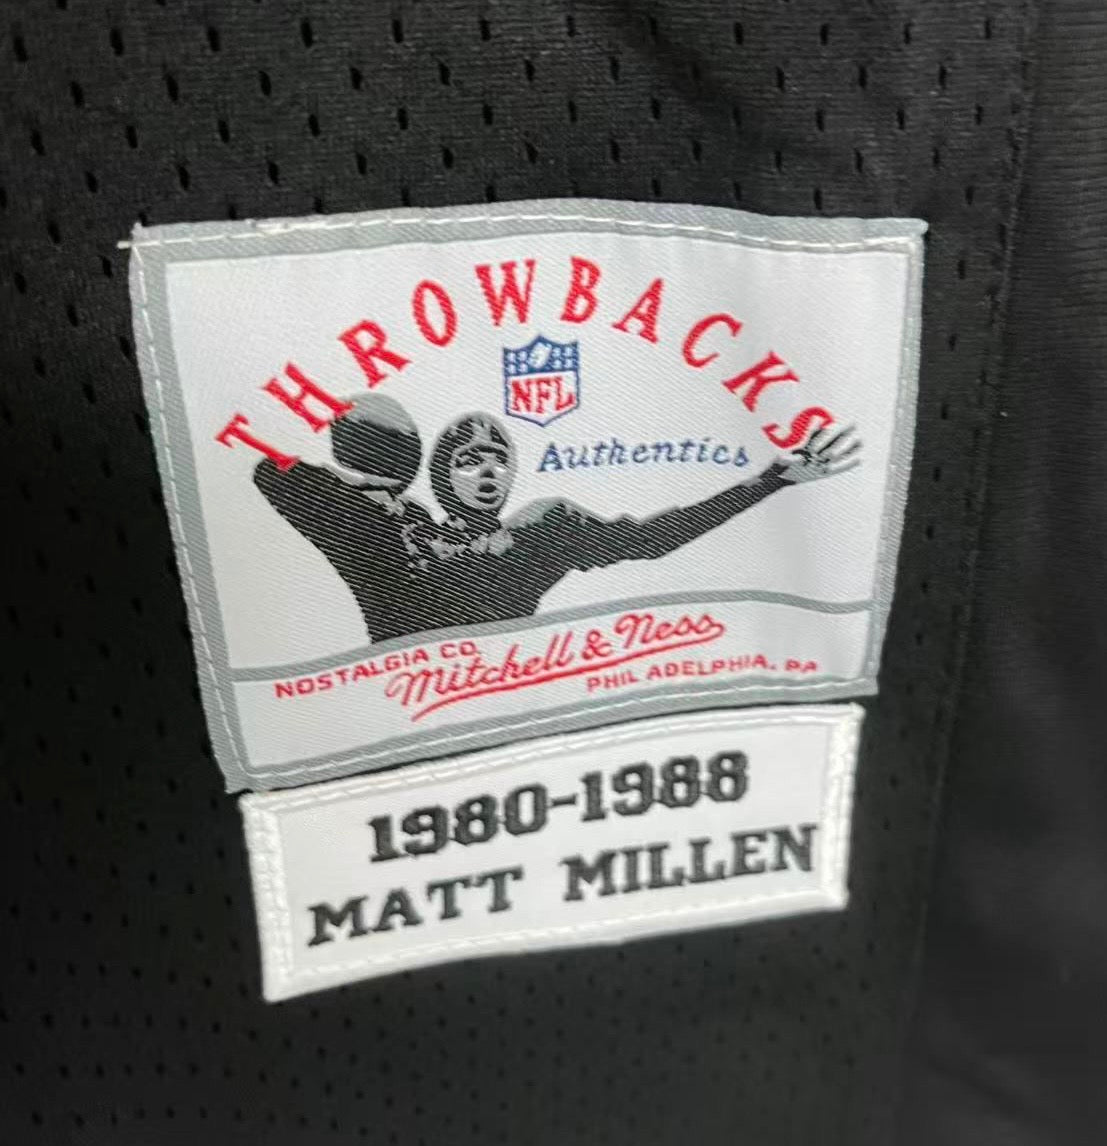 THROWBACKS
NFL
Authentics
NOSTALGIA CO.
Mitchell & Ness
PHILADELPHIA, PA
1980-1988
MATT MILLEN